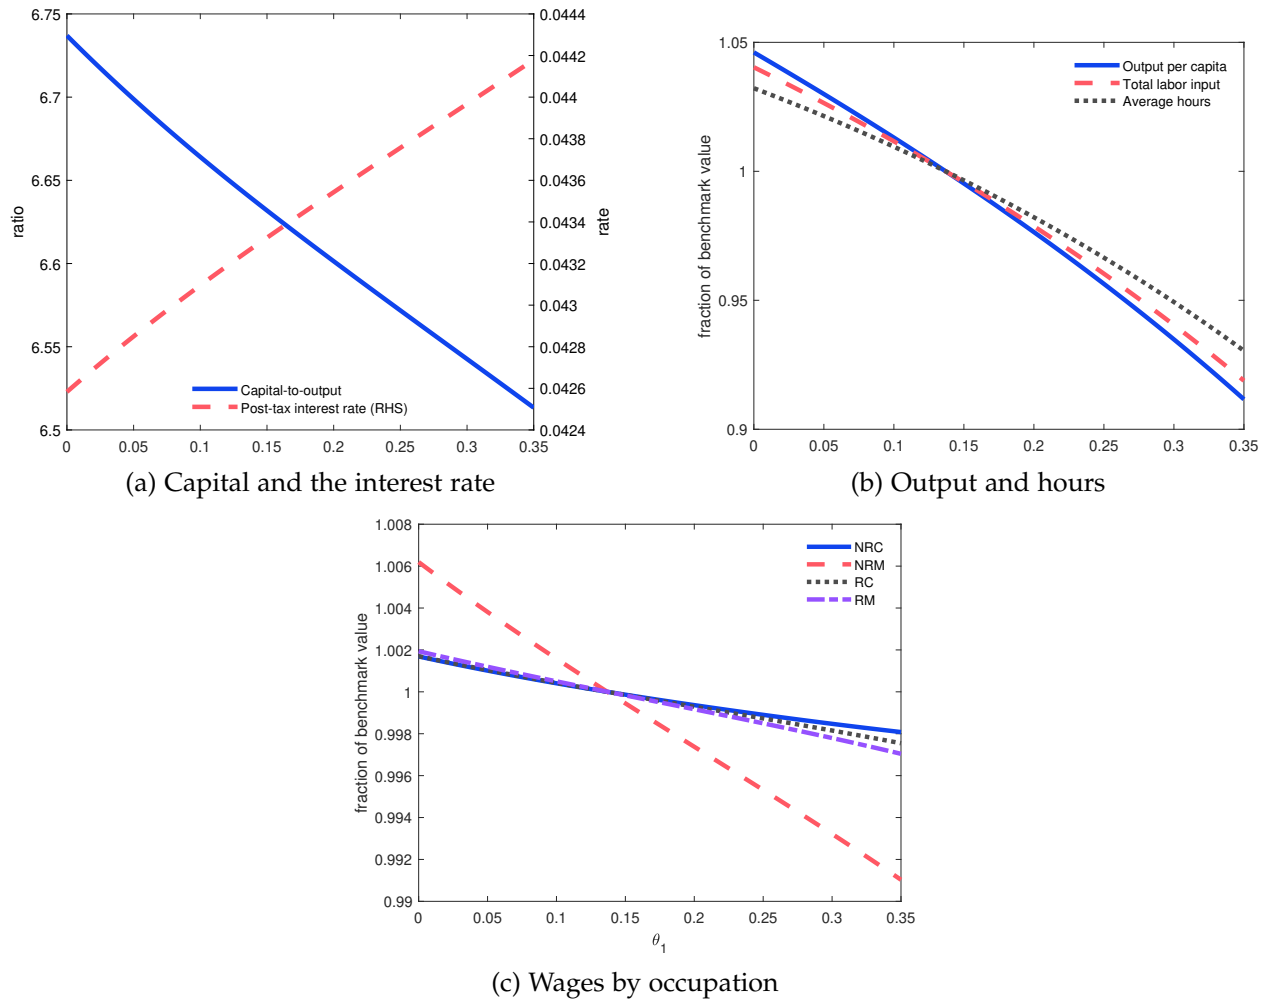 6.75
6.7
6.65
6.6
6.55
6.5
ratio
0.0444
0.0442
0.044
0.0438
0.0436
0.0434
0.0432
0.043
0.0428
0.0426
0.0424
rate
Capital-to-output
Post-tax interest rate (RHS)
0 0.05 0.1 0.15 0.2 0.25 0.3 0.35
(a) Capital and the interest rate
1.05
1
0.95
0.9
fraction of benchmark value
Output per capita
Total labor input
Average hours
0 0.05 0.1 0.15 0.2 0.25 0.3 0.35
(b) Output and hours
1.008
1.006
1.004
1.002
1
0.998
0.996
0.994
0.992
0.99
fraction of benchmark value
NRC
NRM
RC
RM
0 0.05 0.1 0.15 0.2 0.25 0.3 0.35
θ1
(c) Wages by occupation